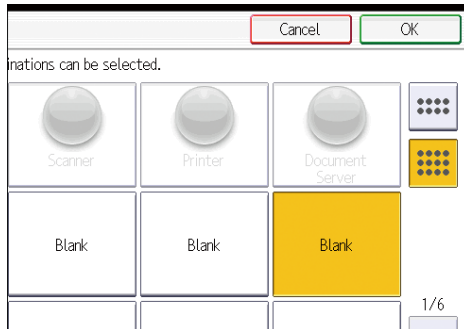 Cancel OK
inations can be selected.
Scanner Printer Document
Server
Blank Blank Blank
1/6